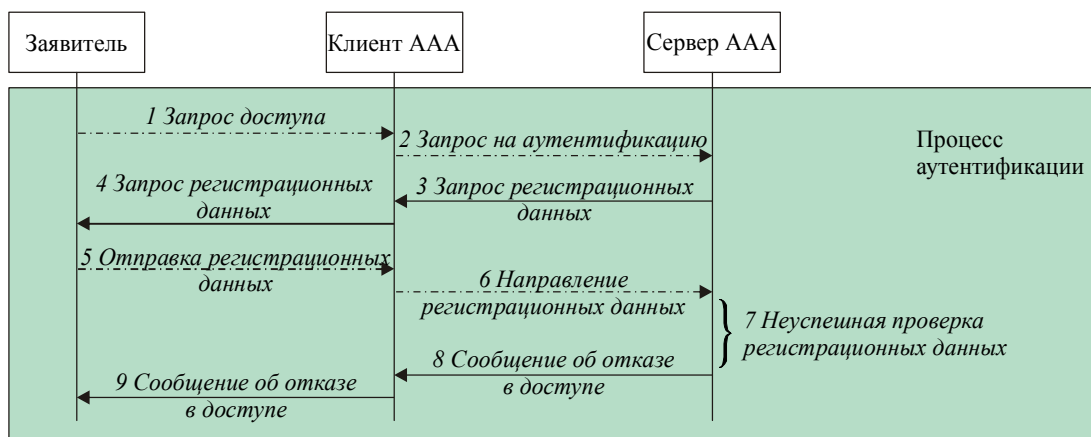 Заявитель
Клиент ААА
Сервер ААА
1 Запрос доступа
2 Запрос на аутентификацию
Процесс
аутентификации
4 Запрос регистрационных
данных
3 Запрос регистрационных
данных
5 Отправка регистрационных
данных
6 Направление
регистрационных данных
7 Неуспешная проверка
регистрационных данных
8 Сообщение об отказе
в доступе
9 Сообщение об отказе
в доступе